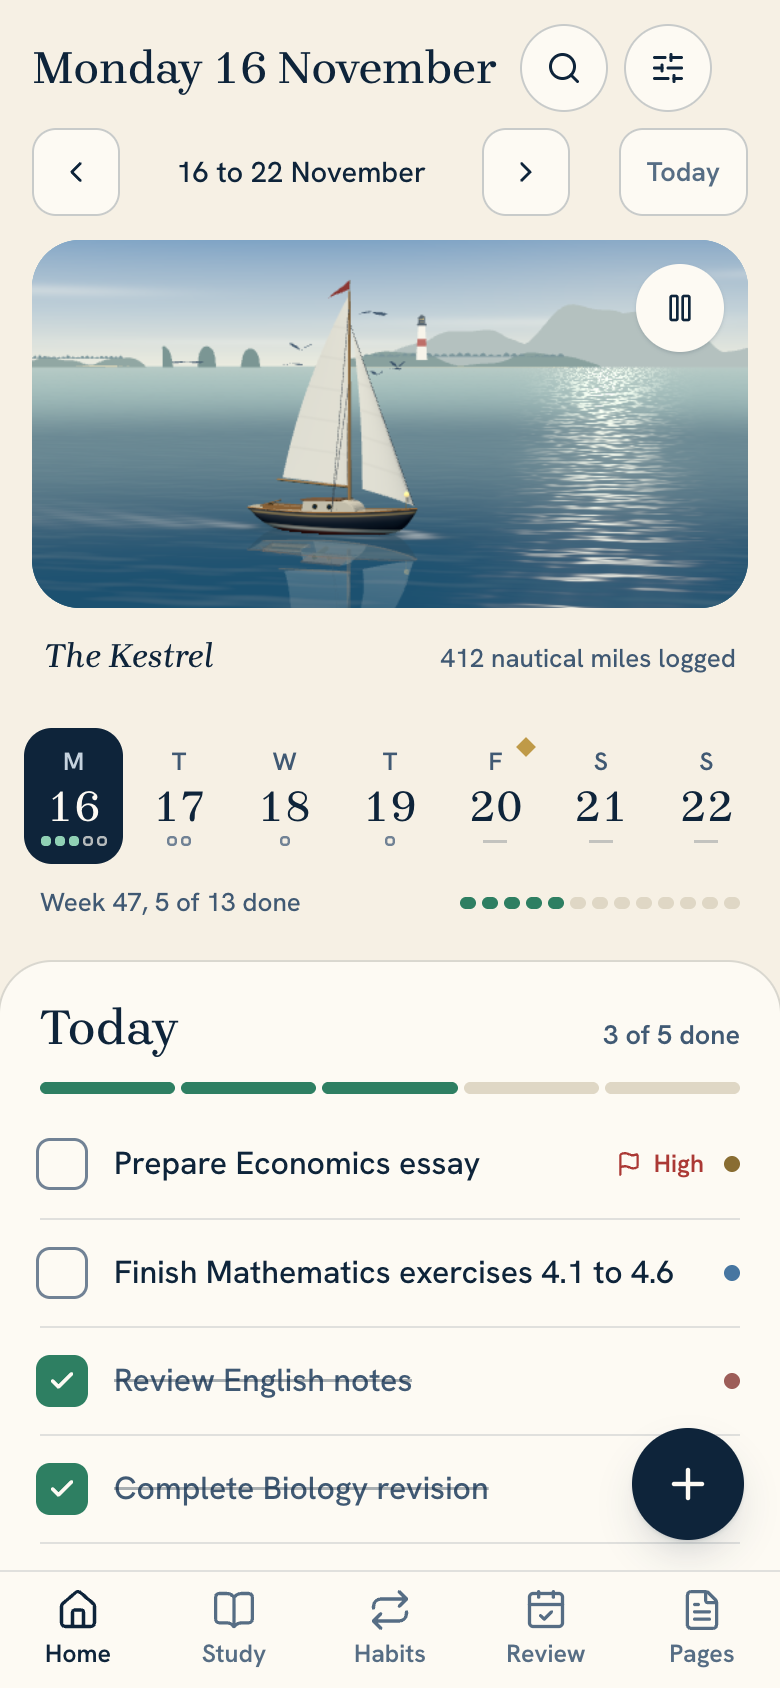 Monday 16 November
16 to 22 November
Today
The Kestrel
412 nautical miles logged
M T W T F S S
16 17 18 19 20 21 22
Week 47, 5 of 13 done
Today
3 of 5 done
Prepare Economics essay
High
Finish Mathematics exercises 4.1 to 4.6
Review English notes
Complete Biology revision
Home Study Habits Review Pages